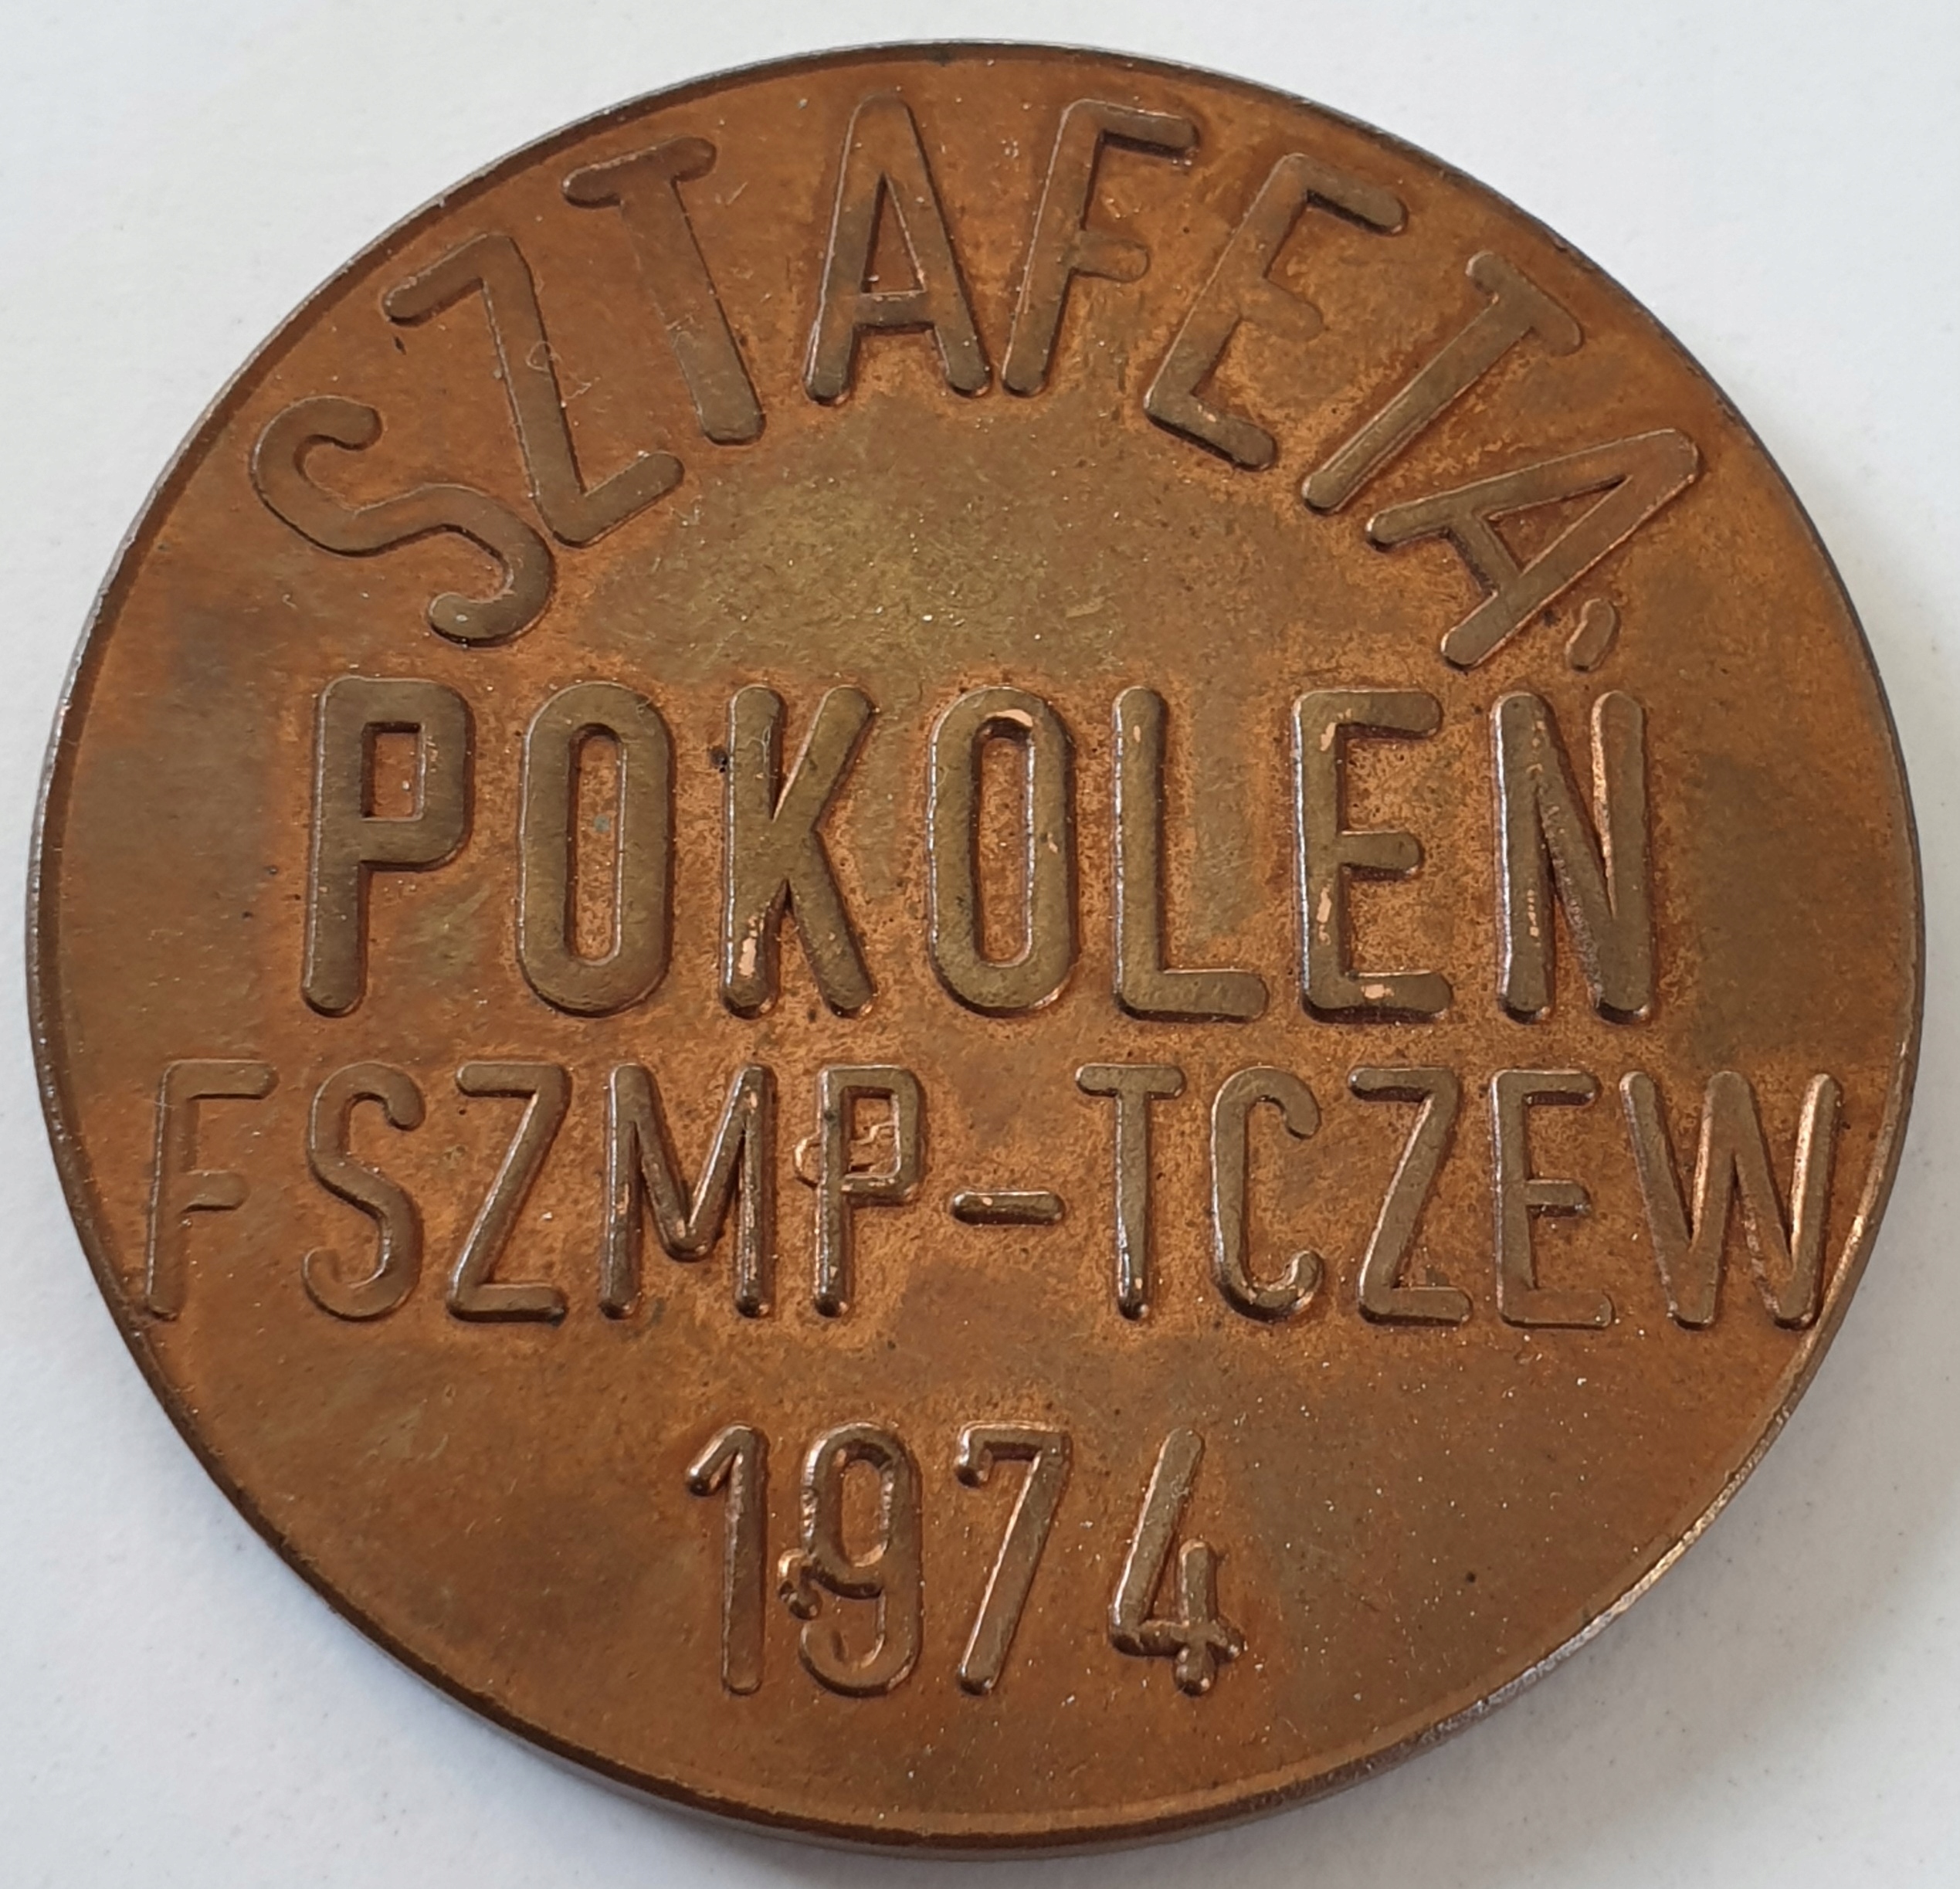 SZTAFETA
POKOLEŃ
FSZMP-TCZEW
1974